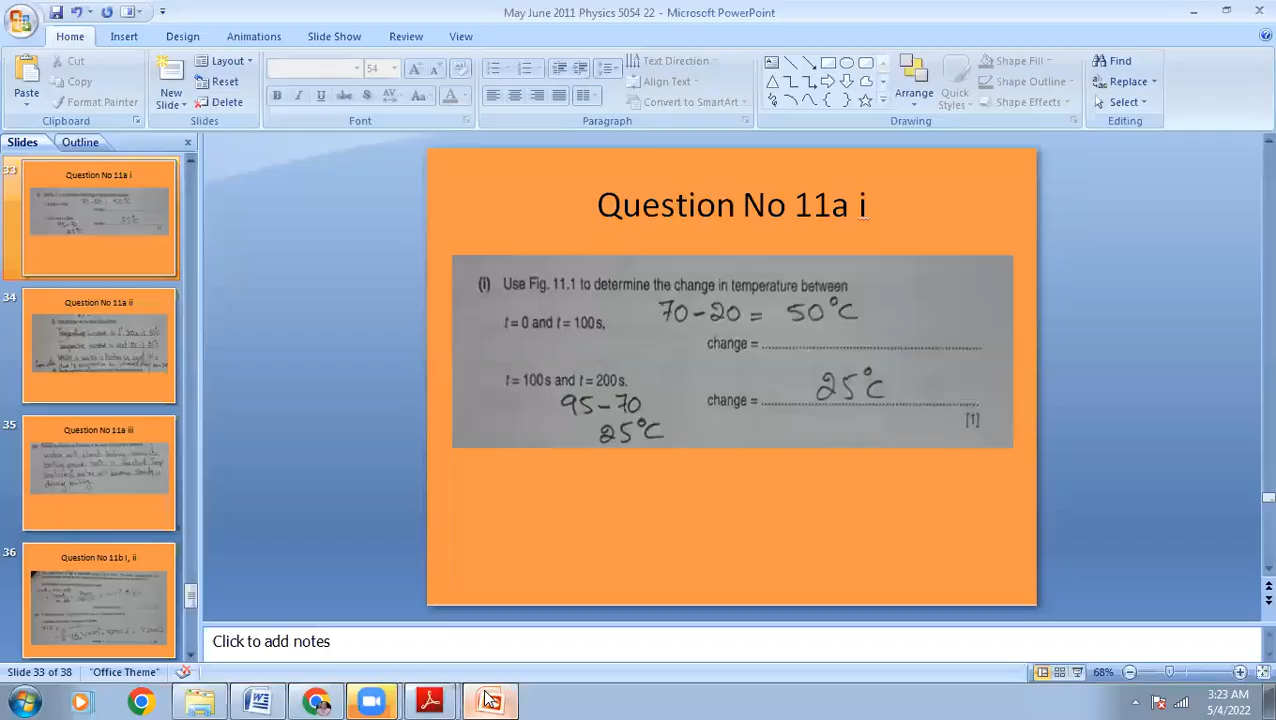 May June 2011 Physics 5054 22 - Microsoft PowerPoint
Home Insert Design Animations Slide Show Review View
Cut
Copy
Format Painter
Paste
Clipboard
New
Slide
Layout
Reset
Delete
Slides
54
Font
Paragraph
Text Direction
Align Text
Convert to SmartArt
Arrange
Quick
Styles
Drawing
Shape Fill
Shape Outline
Shape Effects
Find
Replace
Select
Editing
Slides Outline
33
Question No 11a i
34
Question No 11a ii
35
Question No 11a iii
36
Question No 11b I, ii
Question No 11a i
(i) Use Fig. 11.1 to determine the change in temperature between
70-20 = 50°C
t = 0 and t = 100 s,
change =
t = 100 s and t = 200 s.
25°C
95-70
change =
25°C
[1]
Click to add notes
Slide 33 of 38 "Office Theme" 68%
3:23 AM
5/4/2022